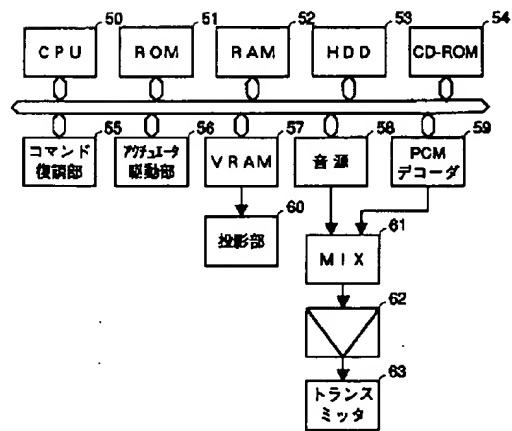 50
51
52
53
54
CPU
ROM
RAM
HDD
CD-ROM
55
56
57
58
59
コマンド
復調部
アクチュエータ
駆動部
VRAM
音源
PCM
デコーダ
60
投影部
61
MIX
62
63
トランス
ミッタ